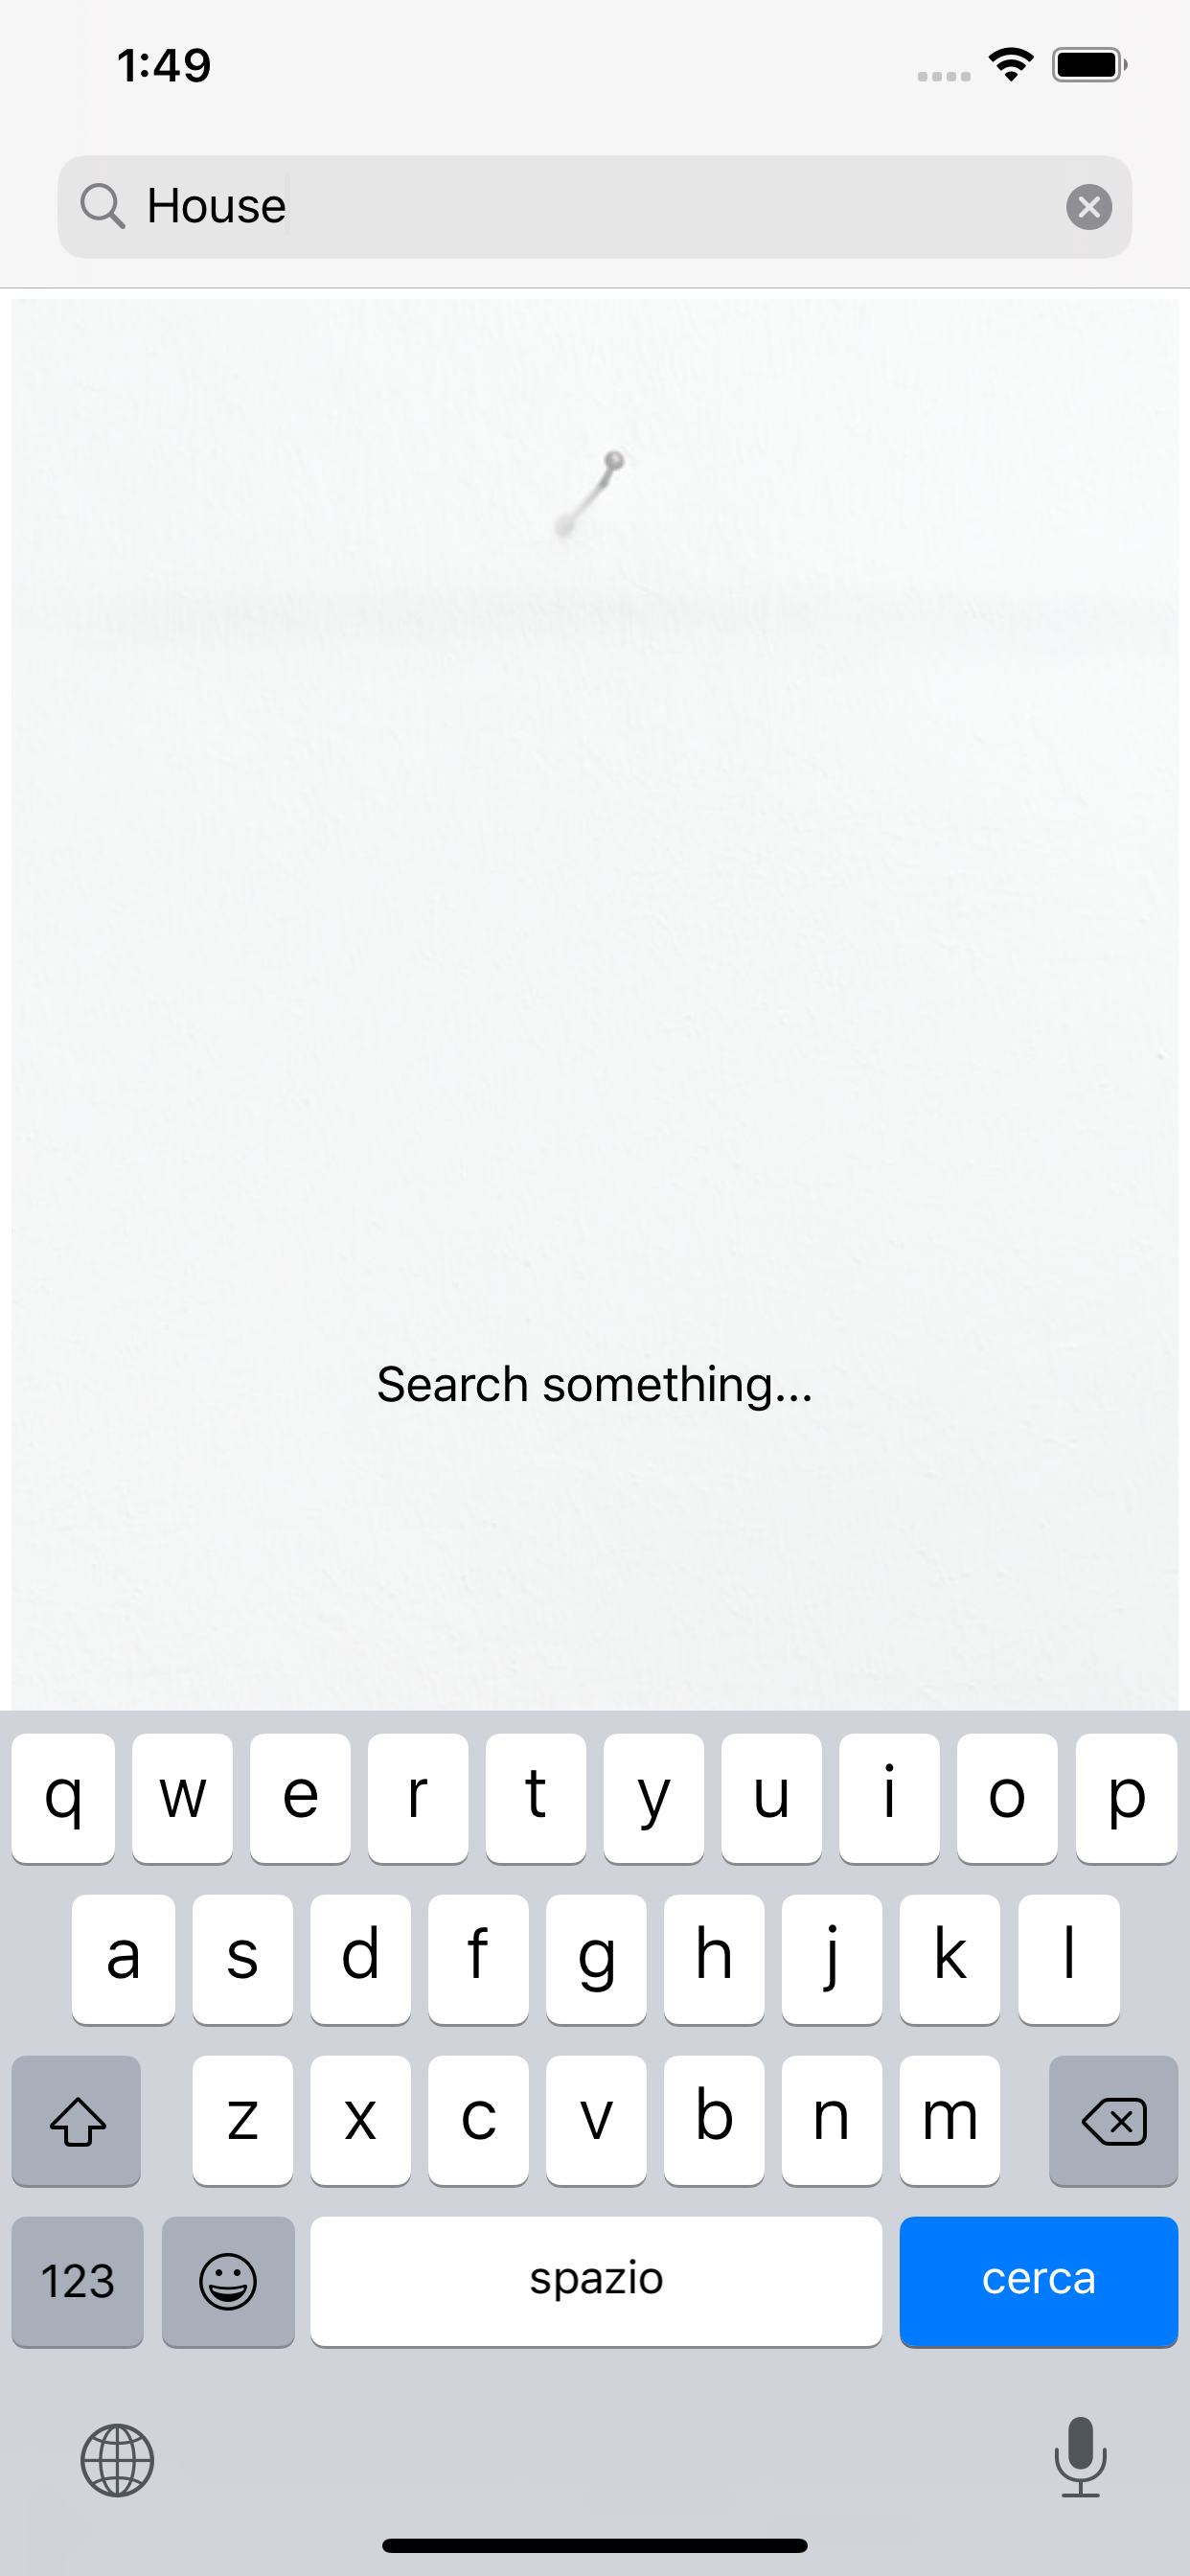 1:49
House
Search something...
q w e r t y u i o p
a s d f g h j k l
z x c v b n m
123 spazio cerca